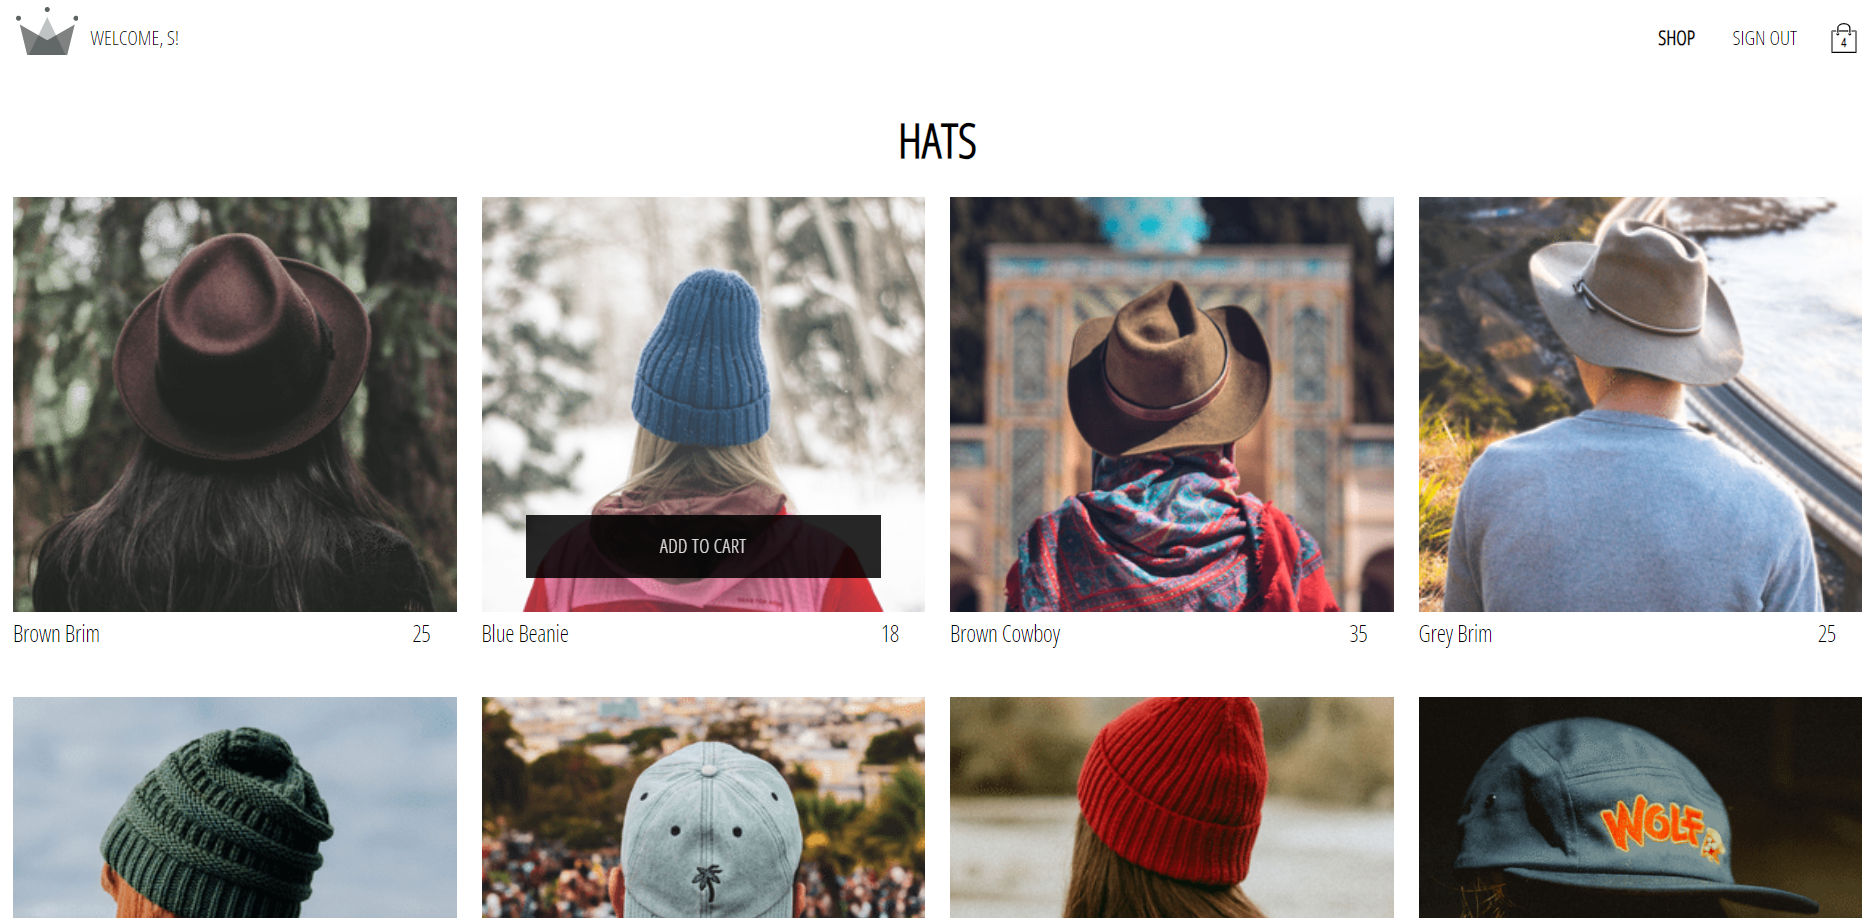 WELCOME, S!
SHOP
SIGN OUT
4
HATS
ADD TO CART
Brown Brim 25
Blue Beanie 18
Brown Cowboy 35
Grey Brim 25
WOLF